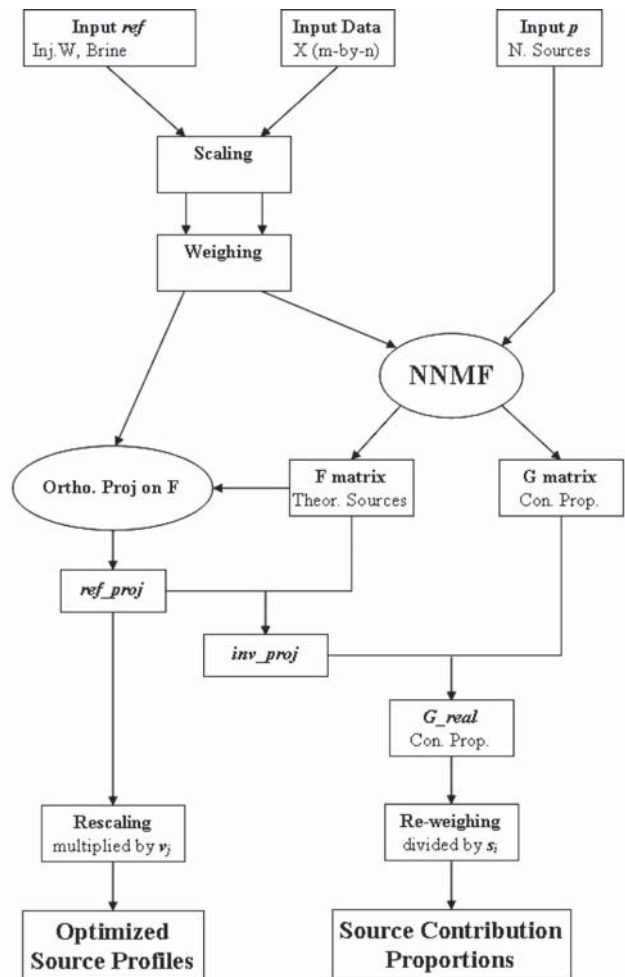 Input ref
Inj.W, Brine
Input Data
X (m-by-n)
Input p
N. Sources
Scaling
Weighing
NNMF
Ortho. Proj on F
F matrix
Theor. Sources
G matrix
Con. Prop.
ref_proj
inv_proj
G_real
Con. Prop.
Rescaling
multiplied by vj
Re-weighing
divided by si
Optimized
Source Profiles
Source Contribution
Proportions